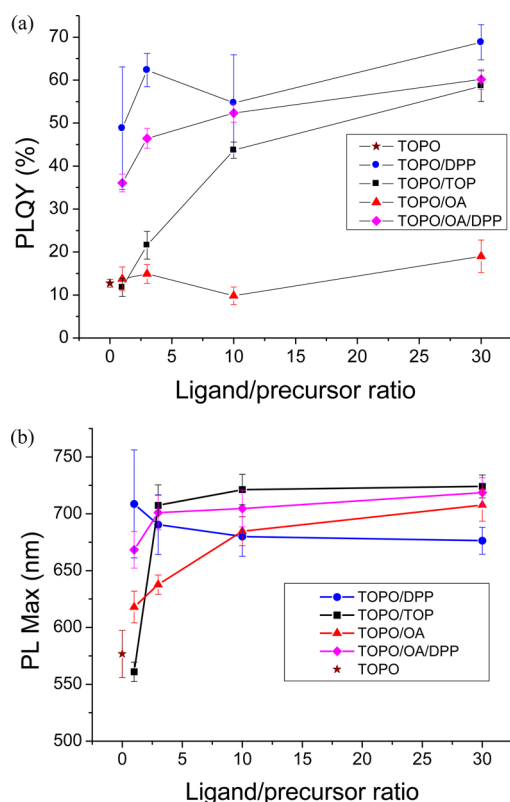 (a)
70
60
50
40
30
20
10
0
PLQY (%)
TOPO
TOPO/DPP
TOPO/TOP
TOPO/OA
TOPO/OA/DPP
0 5 10 15 20 25 30
Ligand/precursor ratio
(b)
750
700
650
600
550
500
PL Max (nm)
TOPO/DPP
TOPO/TOP
TOPO/OA
TOPO/OA/DPP
TOPO
0 5 10 15 20 25 30
Ligand/precursor ratio